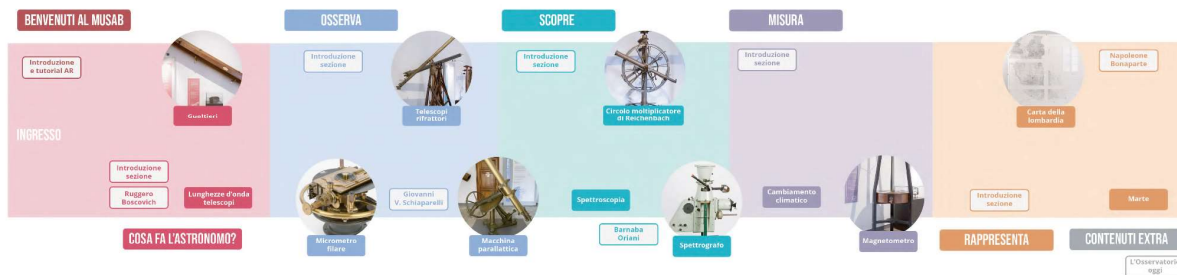 BENVENUTI AL MUSAB
OSSERVA
SCOPRE
MISURA
Introduzione
e tutorial AR
Introduzione
sezione
Introduzione
sezione
Introduzione
sezione
Napoleone
Bonaparte
Gualtieri
Telescopi
rifrattori
Circolo moltiplicatore
di Reichenbach
Carta della
lombardia
INGRESSO
Introduzione
sezione
Ruggero
Boscovich
Lunghezze d'onda
telescopi
Giovanni
V. Schiaparelli
Spettroscopia
Cambiamento
climatico
Introduzione
sezione
Marte
COSA FA L'ASTRONOMO?
Micrometro
filare
Macchina
parallattica
Barnaba
Oriani
Spettrografo
Magnetometro
RAPPRESENTA
CONTENUTI EXTRA
L'Osservatorio
oggi